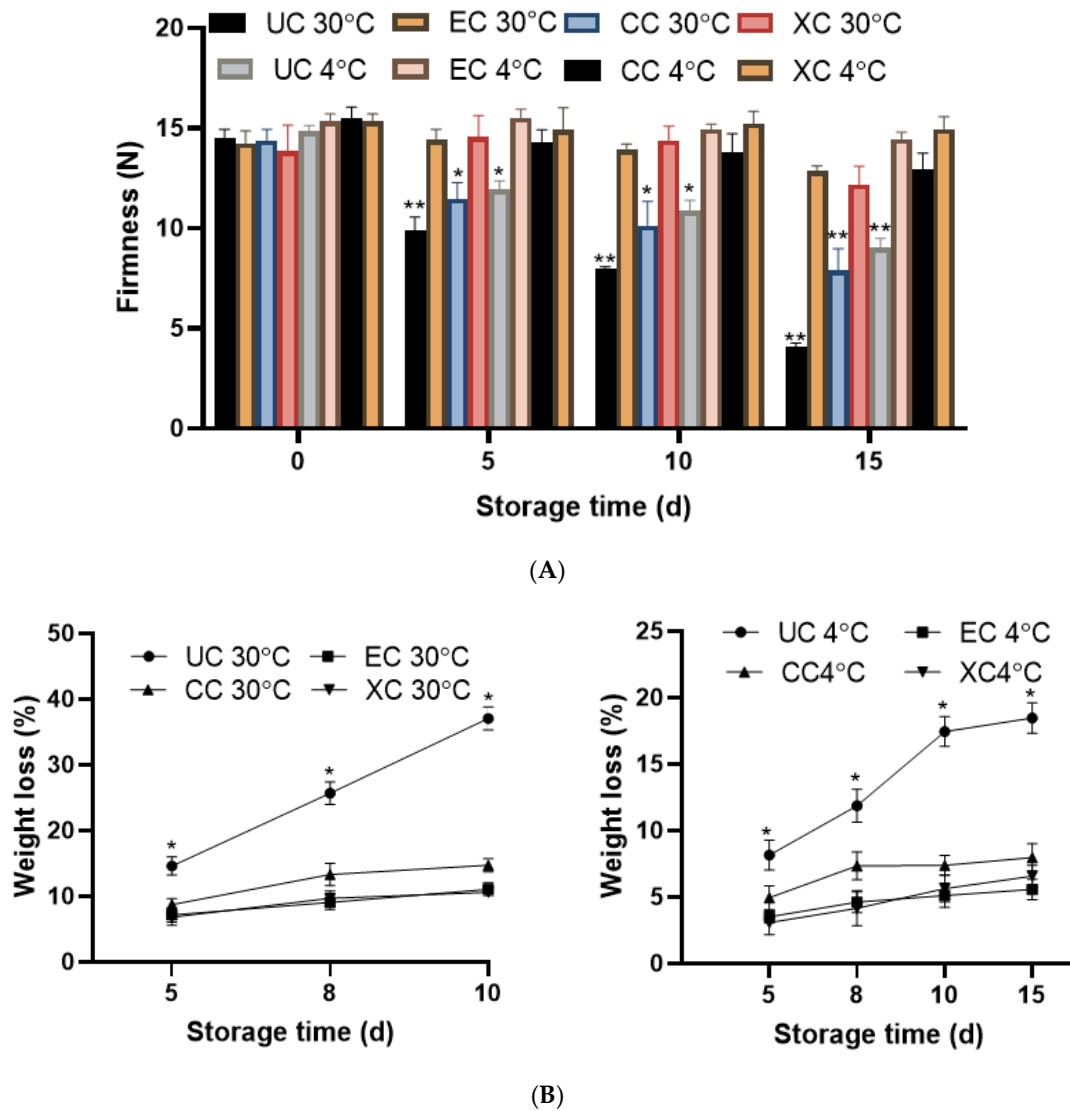 UC 30°C EC 30°C CC 30°C XC 30°C
UC 4°C EC 4°C CC 4°C XC 4°C
Firmness (N)
20
15
10
5
0
** * *
** * *
** ** **
0 5 10 15
Storage time (d)
(A)
Weight loss (%)
50
40
30
20
10
0
UC 30°C EC 30°C
CC 30°C XC 30°C
* * *
5 8 10
Storage time (d)
Weight loss (%)
25
20
15
10
5
0
UC 4°C EC 4°C
CC4°C XC4°C
* * * *
5 8 10 15
Storage time (d)
(B)